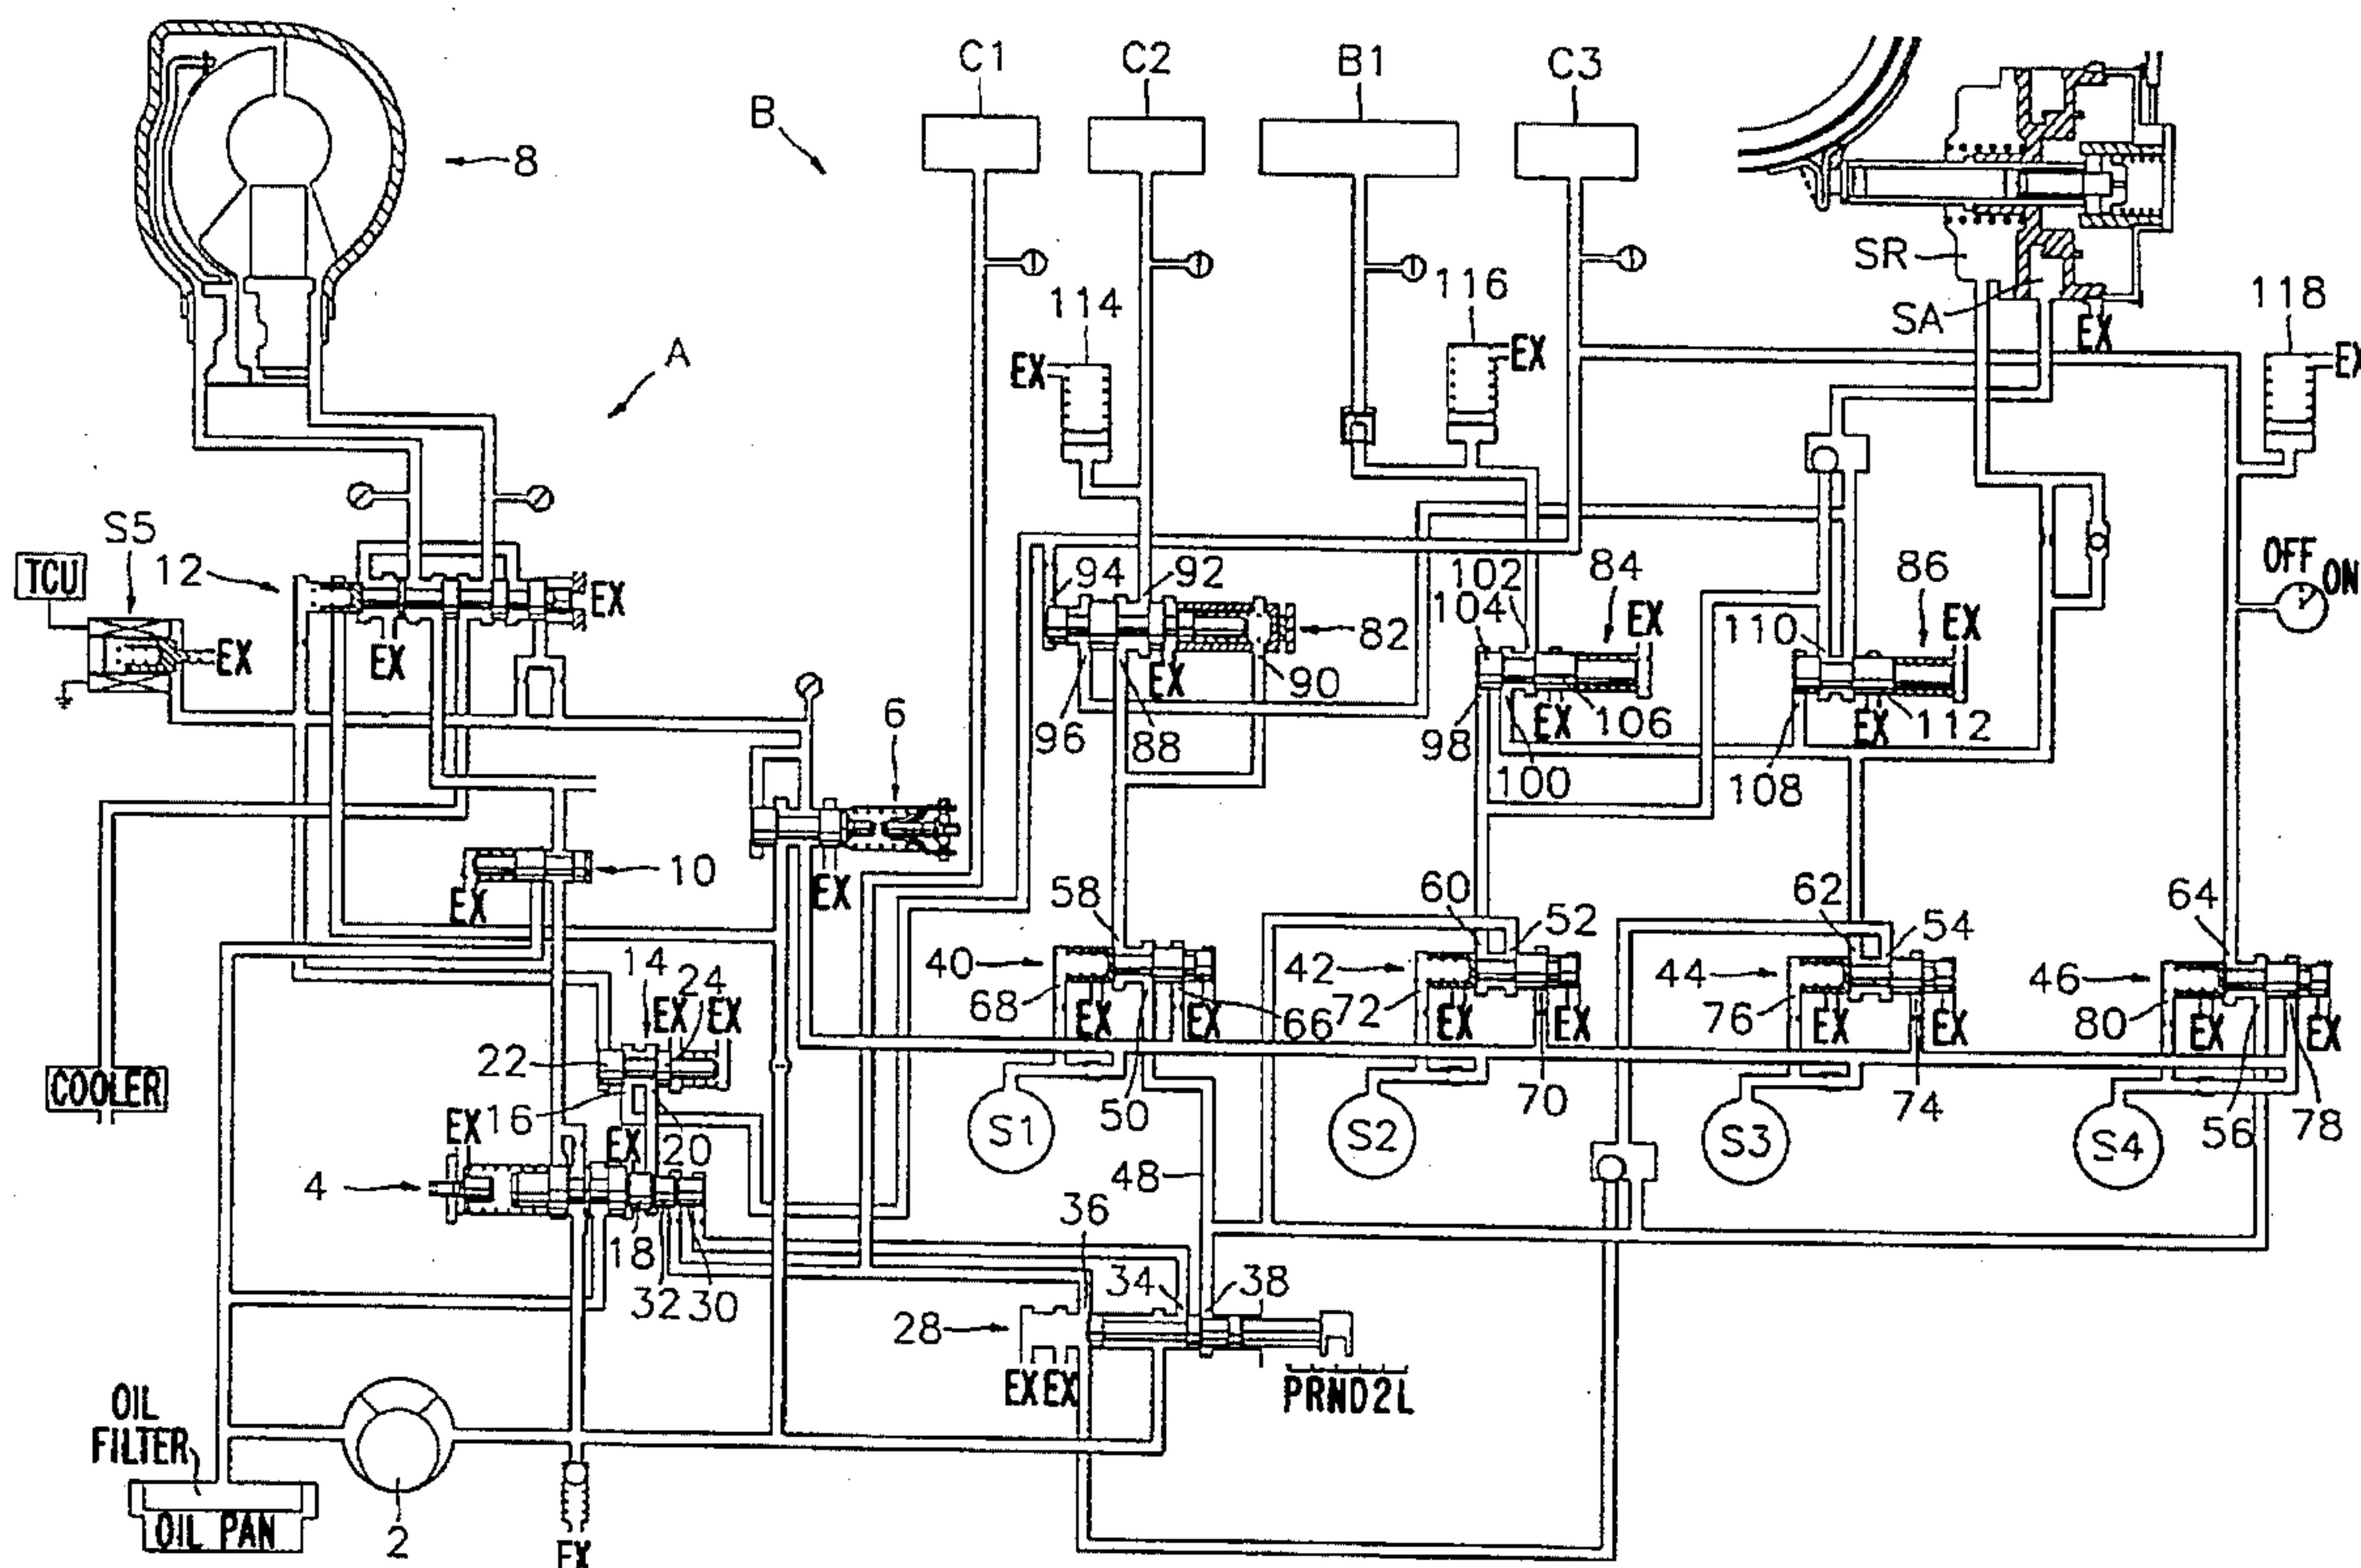 C1
C2
B1
C3
B
8
SR
SA
EX
114
116
118
EX
EX
EX
A
S5
12
TCU
EX
EX
EX
94
92
82
EX
90
96
88
102
104
84
EX
98
100
EX
106
110
86
EX
108
EX
112
OFF
ON
6
EX
10
EX
58
40
68
EX
50
EX
66
60
52
42
72
EX
EX
70
62
54
44
76
EX
EX
74
64
46
80
EX
EX
56
78
14
24
EX
EX
22
16
20
COOLER
EX
EX
4
18
32
30
S1
S2
S3
S4
48
36
34
38
28
EX
EX
PRND2L
OIL
FILTER
OIL PAN
2
EX